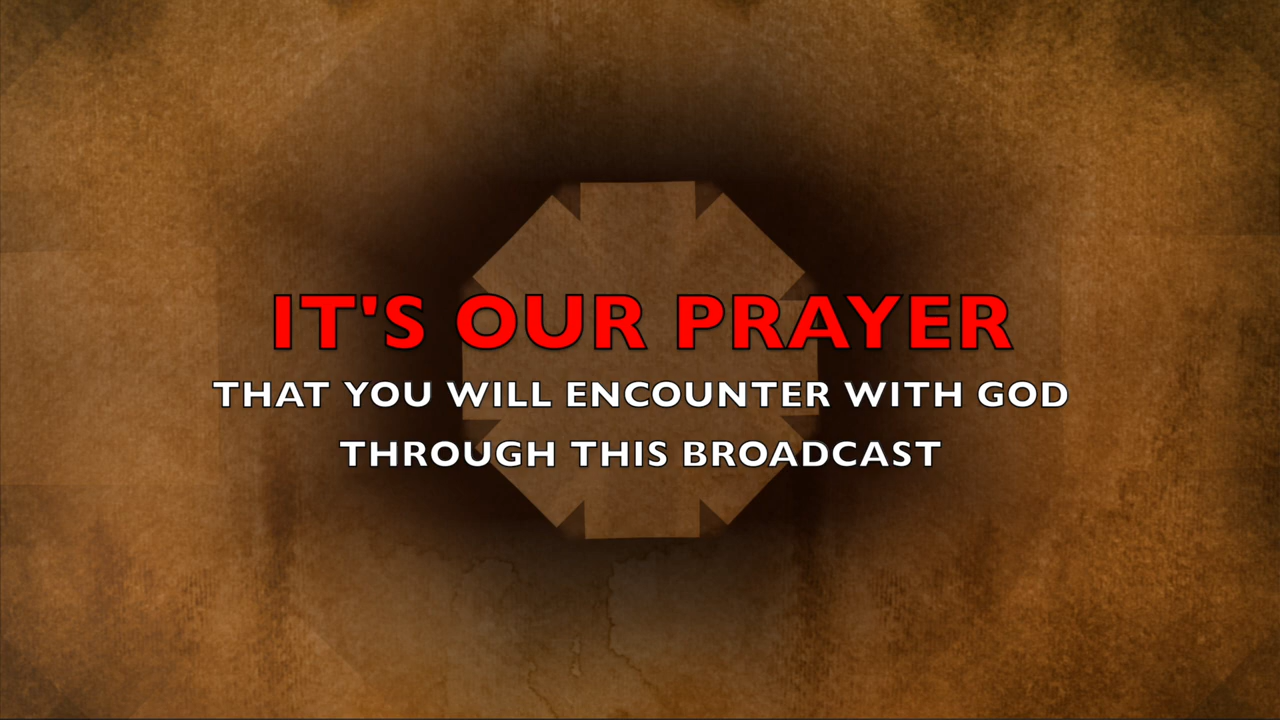 IT'S OUR PRAYER
THAT YOU WILL ENCOUNTER WITH GOD
THROUGH THIS BROADCAST